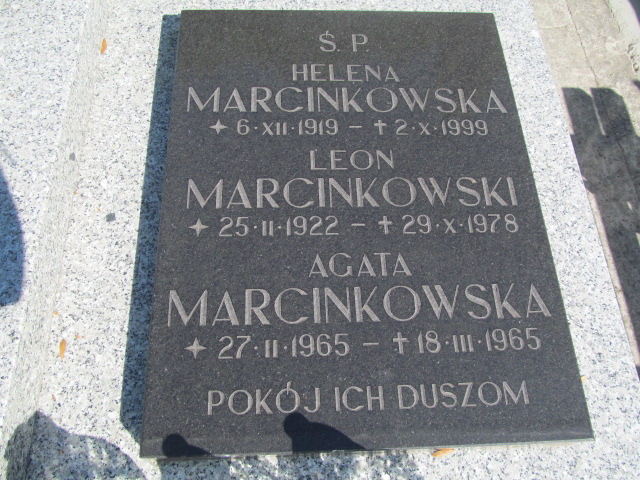 Ś. P.
HELENA
MARCINKOWSKA
✦ 6·XII·1919 – ✝ 2·X·1999
LEON
MARCINKOWSKI
✦ 25·II·1922 – ✝ 29·X·1978
AGATA
MARCINKOWSKA
✦ 27·II·1965 – ✝ 18·III·1965
POKÓJ ICH DUSZOM